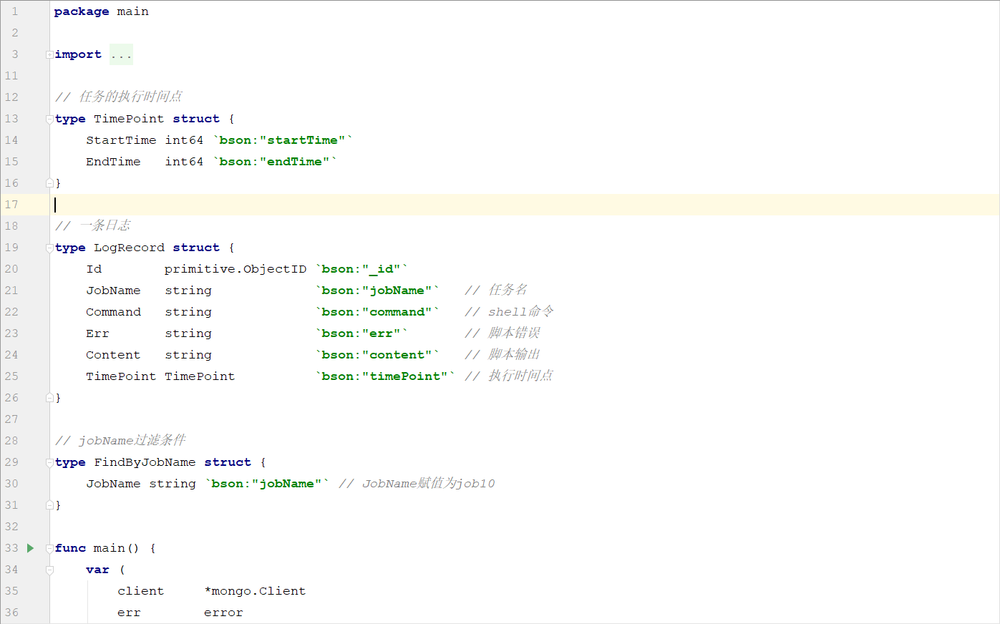 1 package main
2
3 import ...
11
12 // 任务的执行时间点
13 type TimePoint struct {
14 StartTime int64 `bson:"startTime"`
15 EndTime int64 `bson:"endTime"`
16 }
17
18 // 一条日志
19 type LogRecord struct {
20 Id primitive.ObjectID `bson:"_id"`
21 JobName string `bson:"jobName"` // 任务名
22 Command string `bson:"command"` // shell命令
23 Err string `bson:"err"` // 脚本错误
24 Content string `bson:"content"` // 脚本输出
25 TimePoint TimePoint `bson:"timePoint"` // 执行时间点
26 }
27
28 // jobName过滤条件
29 type FindByJobName struct {
30 JobName string `bson:"jobName"` // JobName赋值为job10
31 }
32
33 func main() {
34 var (
35 client *mongo.Client
36 err error